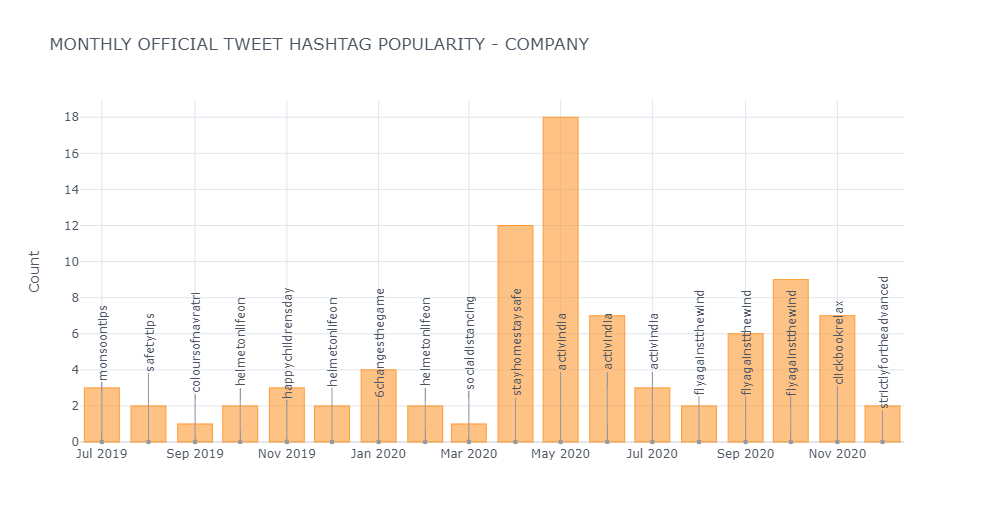 MONTHLY OFFICIAL TWEET HASHTAG POPULARITY - COMPANY
Count
18
16
14
12
10
8
6
4
2
0
monsoontips
safetytips
coloursofnavratri
helmetonlifeon
happychildrensday
helmetonlifeon
6changesthegame
helmetonlifeon
socialdistancing
stayhomestaysafe
activindia
activindia
activindia
flyagainstthewind
flyagainstthewind
flyagainstthewind
clickbookrelax
strictlyfortheadvanced
Jul 2019
Sep 2019
Nov 2019
Jan 2020
Mar 2020
May 2020
Jul 2020
Sep 2020
Nov 2020